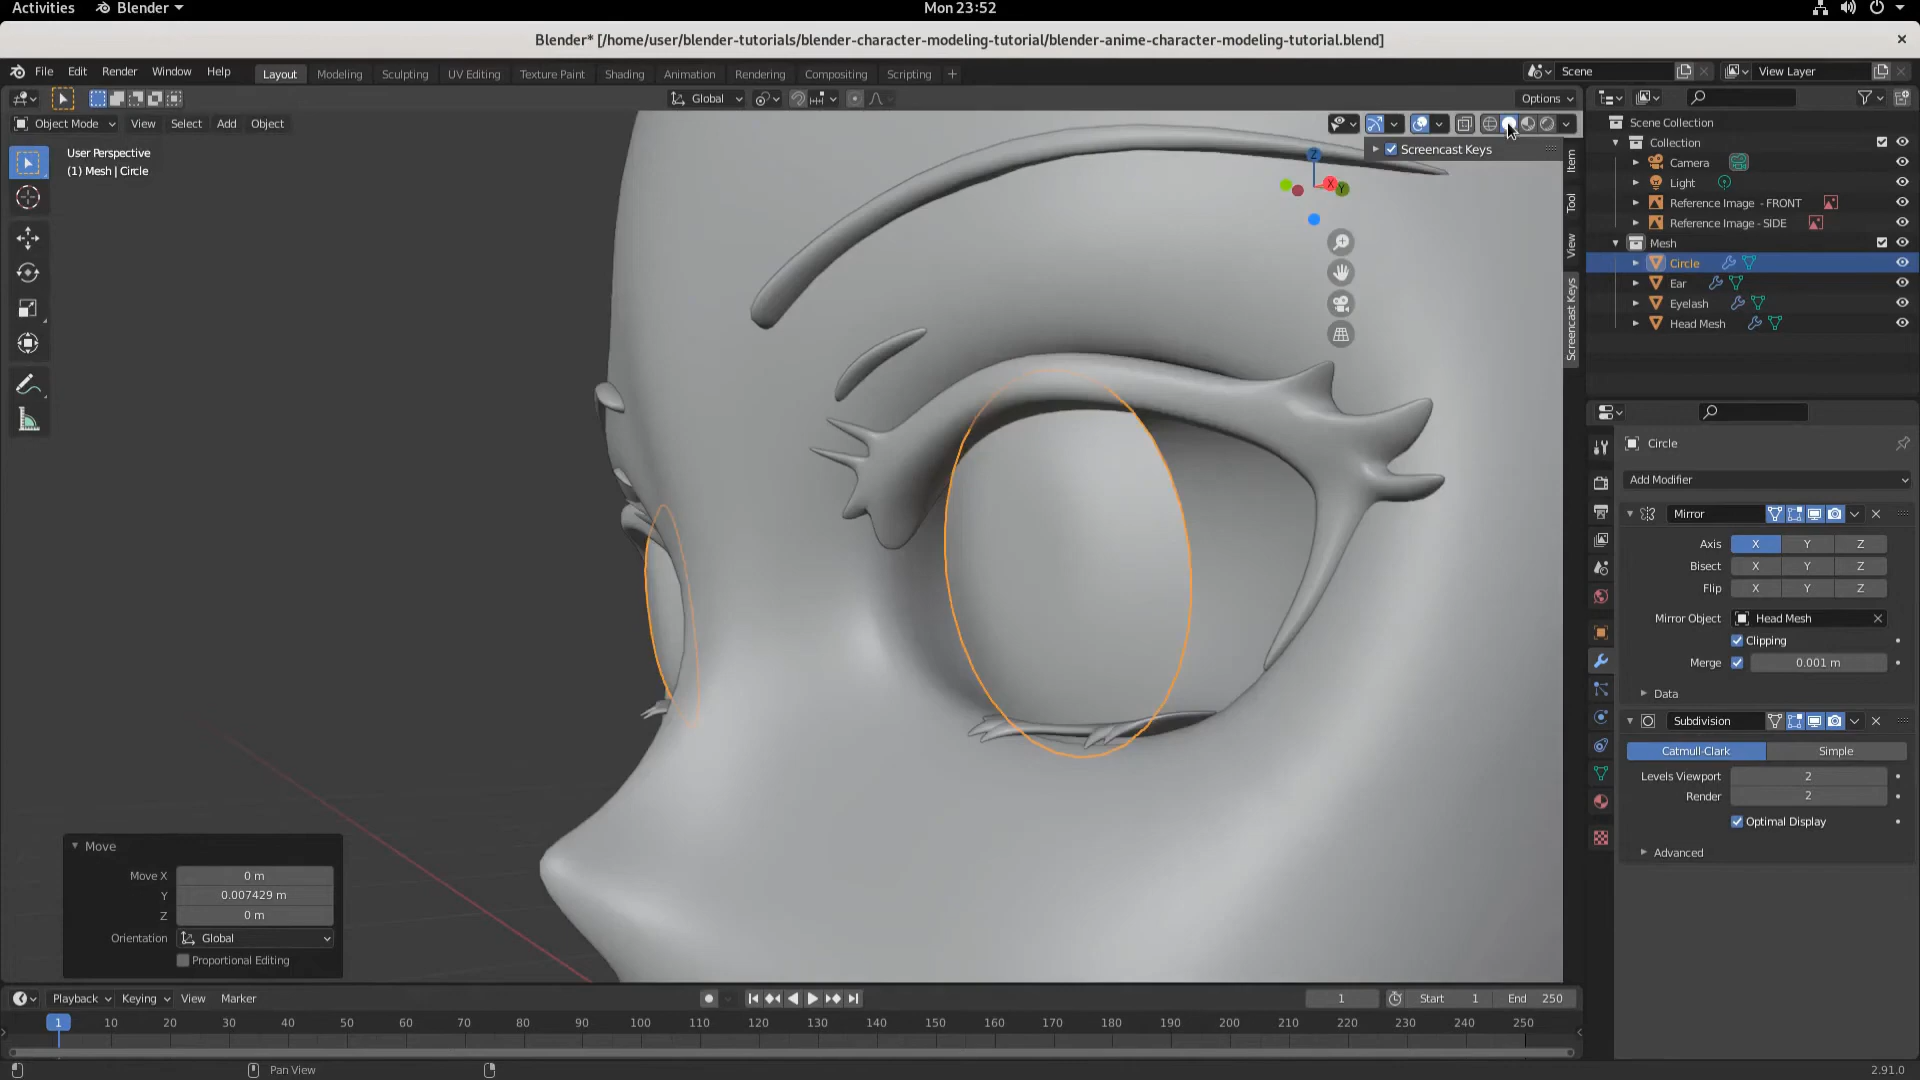 Activities Blender Mon 23:52
Blender* [/home/user/blender-tutorials/blender-character-modeling-tutorial/blender-anime-character-modeling-tutorial.blend]
File Edit Render Window Help Layout Modeling Sculpting UV Editing Texture Paint Shading Animation Rendering Compositing Scripting + Scene View Layer
Global Options
Object Mode View Select Add Object
User Perspective
(1) Mesh | Circle
Screencast Keys
Z
X Y
Item
Tool
View
Screencast Keys
Scene Collection
Collection
Camera
Light
Reference Image - FRONT
Reference Image - SIDE
Mesh
Circle
Ear
Eyelash
Head Mesh
Circle
Add Modifier
Mirror
Axis X Y Z
Bisect X Y Z
Flip X Y Z
Mirror Object Head Mesh
Clipping
Merge 0.001 m
Data
Subdivision
Catmull-Clark Simple
Levels Viewport 2
Render 2
Optimal Display
Advanced
Move
Move X 0 m
Y 0.007429 m
Z 0 m
Orientation Global
Proportional Editing
Playback Keying View Marker 1 Start 1 End 250
1 10 20 30 40 50 60 70 80 90 100 110 120 130 140 150 160 170 180 190 200 210 220 230 240 250
Pan View 2.91.0